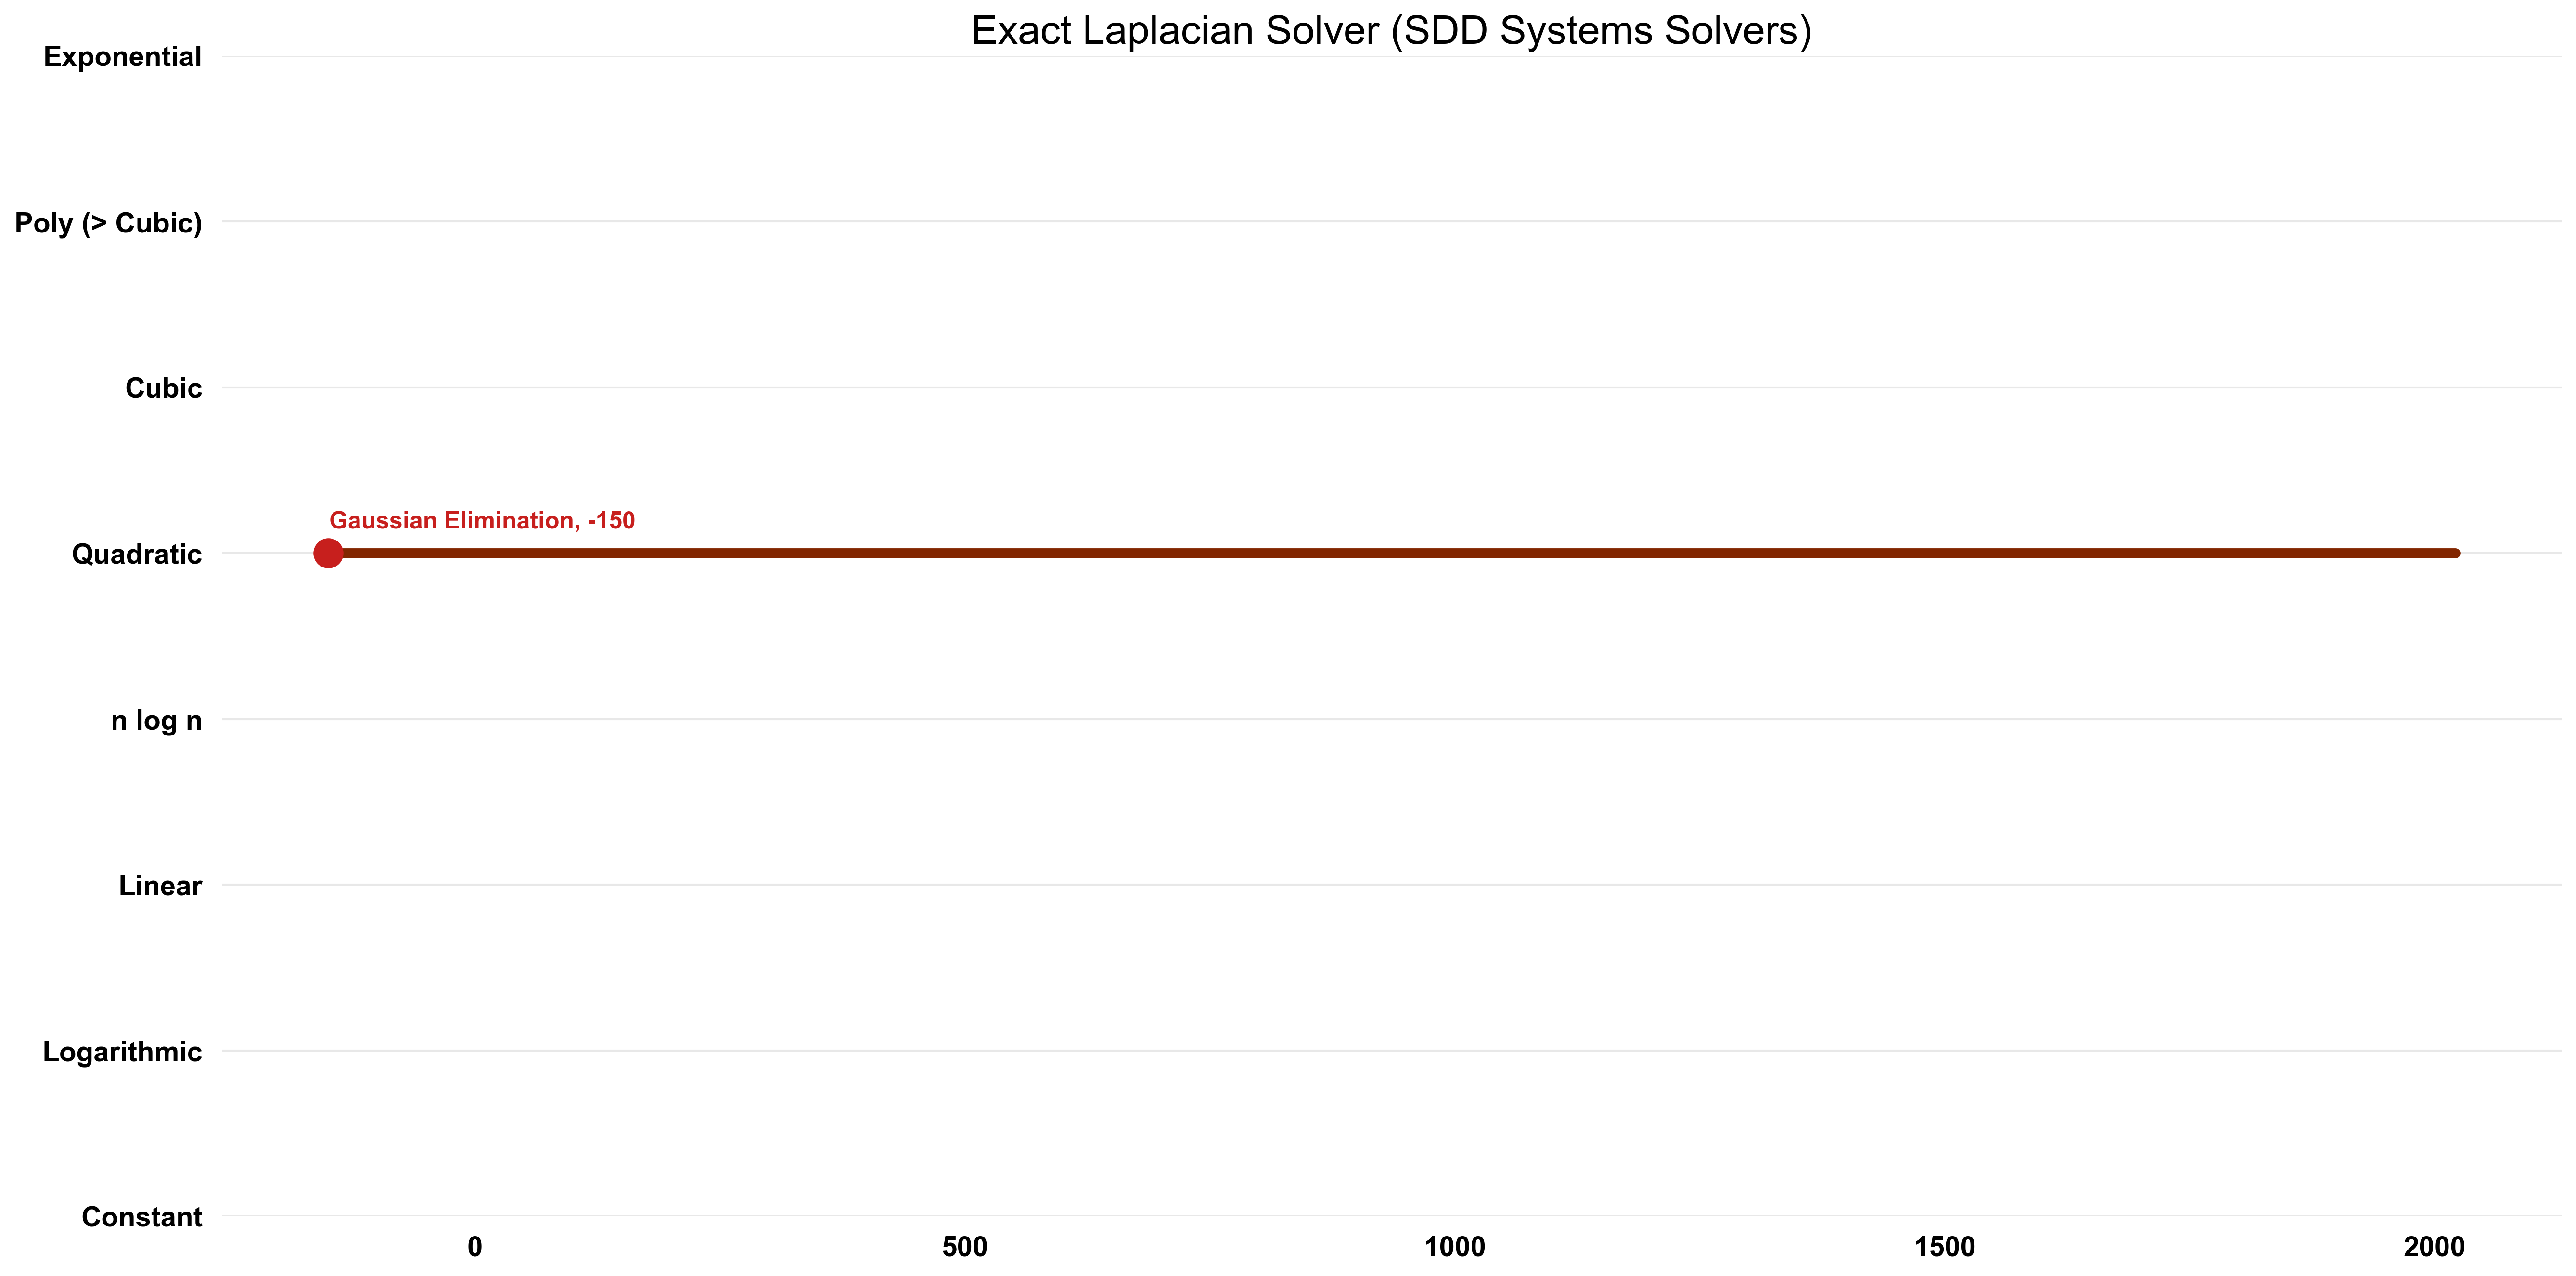 Exact Laplacian Solver (SDD Systems Solvers)
Exponential
Poly (> Cubic)
Cubic
Gaussian Elimination, -150
Quadratic
n log n
Linear
Logarithmic
Constant
0 500 1000 1500 2000